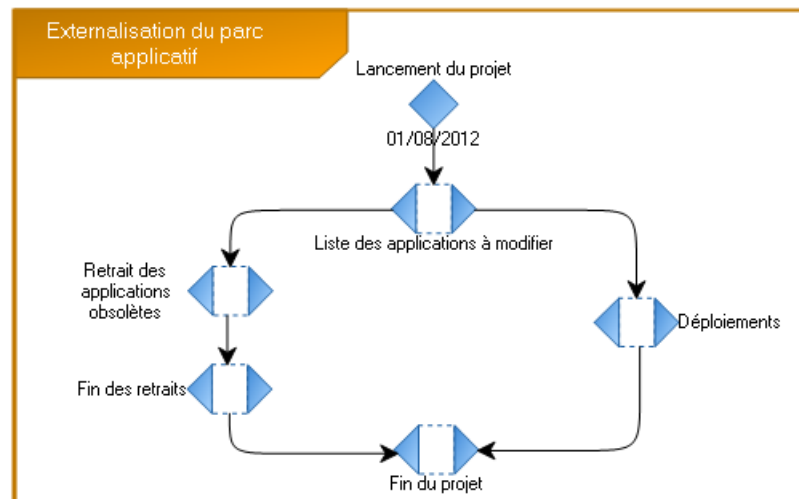 Externalisation du parc
applicatif
Lancement du projet
01/08/2012
Liste des applications à modifier
Retrait des
applications
obsolètes
Déploiements
Fin des retraits
Fin du projet